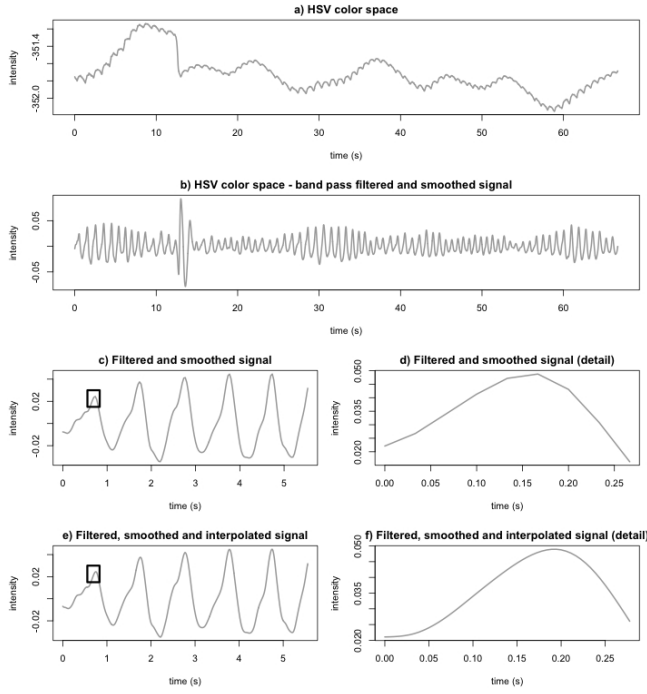 a) HSV color space
intensity
-351.4
-352.0
0 10 20 30 40 50 60
time (s)
b) HSV color space - band pass filtered and smoothed signal
intensity
0.05
-0.05
0 10 20 30 40 50 60
time (s)
c) Filtered and smoothed signal
intensity
0.02
-0.02
0 1 2 3 4 5
time (s)
d) Filtered and smoothed signal (detail)
intensity
0.050
0.035
0.020
0.00 0.05 0.10 0.15 0.20 0.25
time (s)
e) Filtered, smoothed and interpolated signal
intensity
0.02
-0.02
0 1 2 3 4 5
time (s)
f) Filtered, smoothed and interpolated signal (detail)
intensity
0.050
0.035
0.020
0.00 0.05 0.10 0.15 0.20 0.25
time (s)